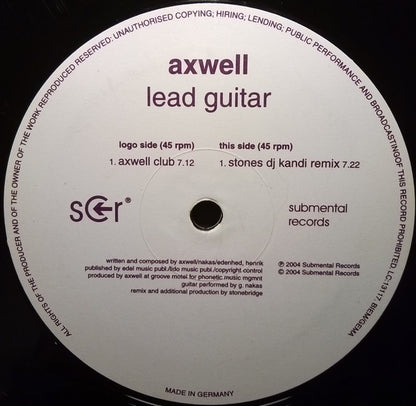 ALL RIGHTS OF THE PRODUCER AND OF THE OWNER OF THE WORK REPRODUCED RESERVED; UNAUTHORISED COPYING; HIRING; LENDING; PUBLIC PERFORMANCE AND BROADCASTINGOF THIS RECORD PROHIBITED. LC-13117. BIEM/GEMA
axwell
lead guitar
logo side (45 rpm)
1. axwell club 7.12
this side (45 rpm)
1. stones dj kandi remix 7.22
submental
records
written and composed by axwell/nakas/edenhed, henrik
published by edel music publ./lido music publ./copyright control
produced by axwell at groove motel for phonetic music mgmnt
guitar performed by g. nakas
remix and additional production by stonebridge
℗ 2004 Submental Records
© 2004 Submental Records
MADE IN GERMANY